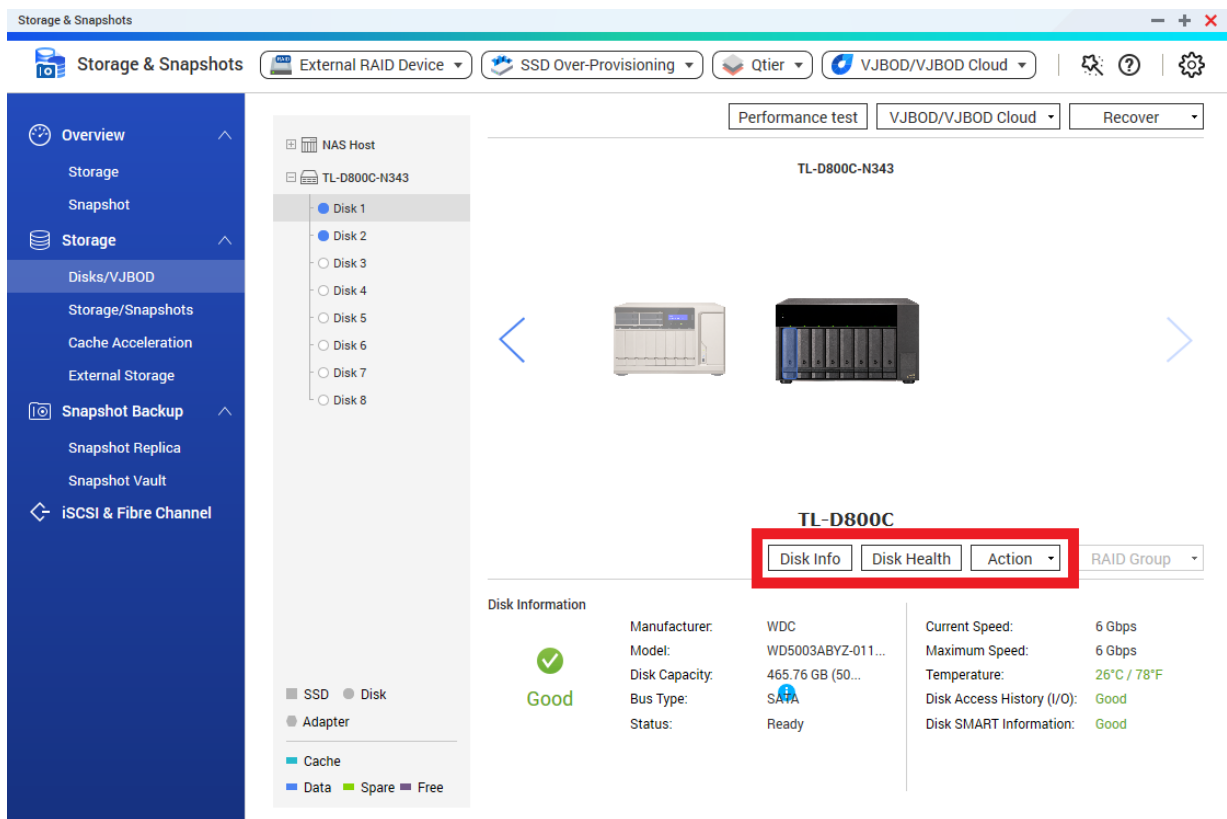 Storage & Snapshots
Storage & Snapshots
External RAID Device
SSD Over-Provisioning
Qtier
VJBOD/VJBOD Cloud
Overview
Storage
Snapshot
Storage
Disks/VJBOD
Storage/Snapshots
Cache Acceleration
External Storage
Snapshot Backup
Snapshot Replica
Snapshot Vault
iSCSI & Fibre Channel
NAS Host
TL-D800C-N343
Disk 1
Disk 2
Disk 3
Disk 4
Disk 5
Disk 6
Disk 7
Disk 8
SSD Disk
Adapter
Cache
Data Spare Free
Performance test VJBOD/VJBOD Cloud Recover
TL-D800C-N343
TL-D800C
Disk Info Disk Health Action RAID Group
Disk Information
Good
Manufacturer: WDC
Model: WD5003ABYZ-011...
Disk Capacity: 465.76 GB (50...
Bus Type: SATA
Status: Ready
Current Speed: 6 Gbps
Maximum Speed: 6 Gbps
Temperature: 26°C / 78°F
Disk Access History (I/O): Good
Disk SMART Information: Good